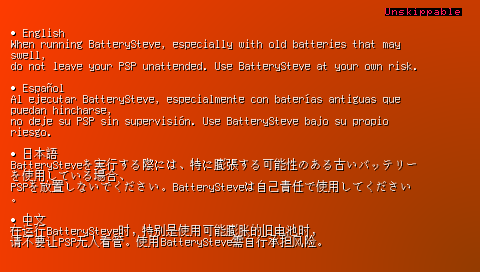 Unskippable
• English
When running BatterySteve, especially with old batteries that may
swell,
do not leave your PSP unattended. Use BatterySteve at your own risk.
• Español
Al ejecutar BatterySteve, especialmente con baterías antiguas que
puedan hincharse,
no deje su PSP sin supervisión. Use BatterySteve bajo su propio
riesgo.
• 日本語
BatterySteveを実行する際には、特に膨張する可能性のある古いバッテリー
を使用している場合、
PSPを放置しないでください。BatterySteveは自己責任で使用してください
。
• 中文
在运行BatterySteve时，特别是使用可能膨胀的旧电池时，
请不要让PSP无人看管。使用BatterySteve需自行承担风险。